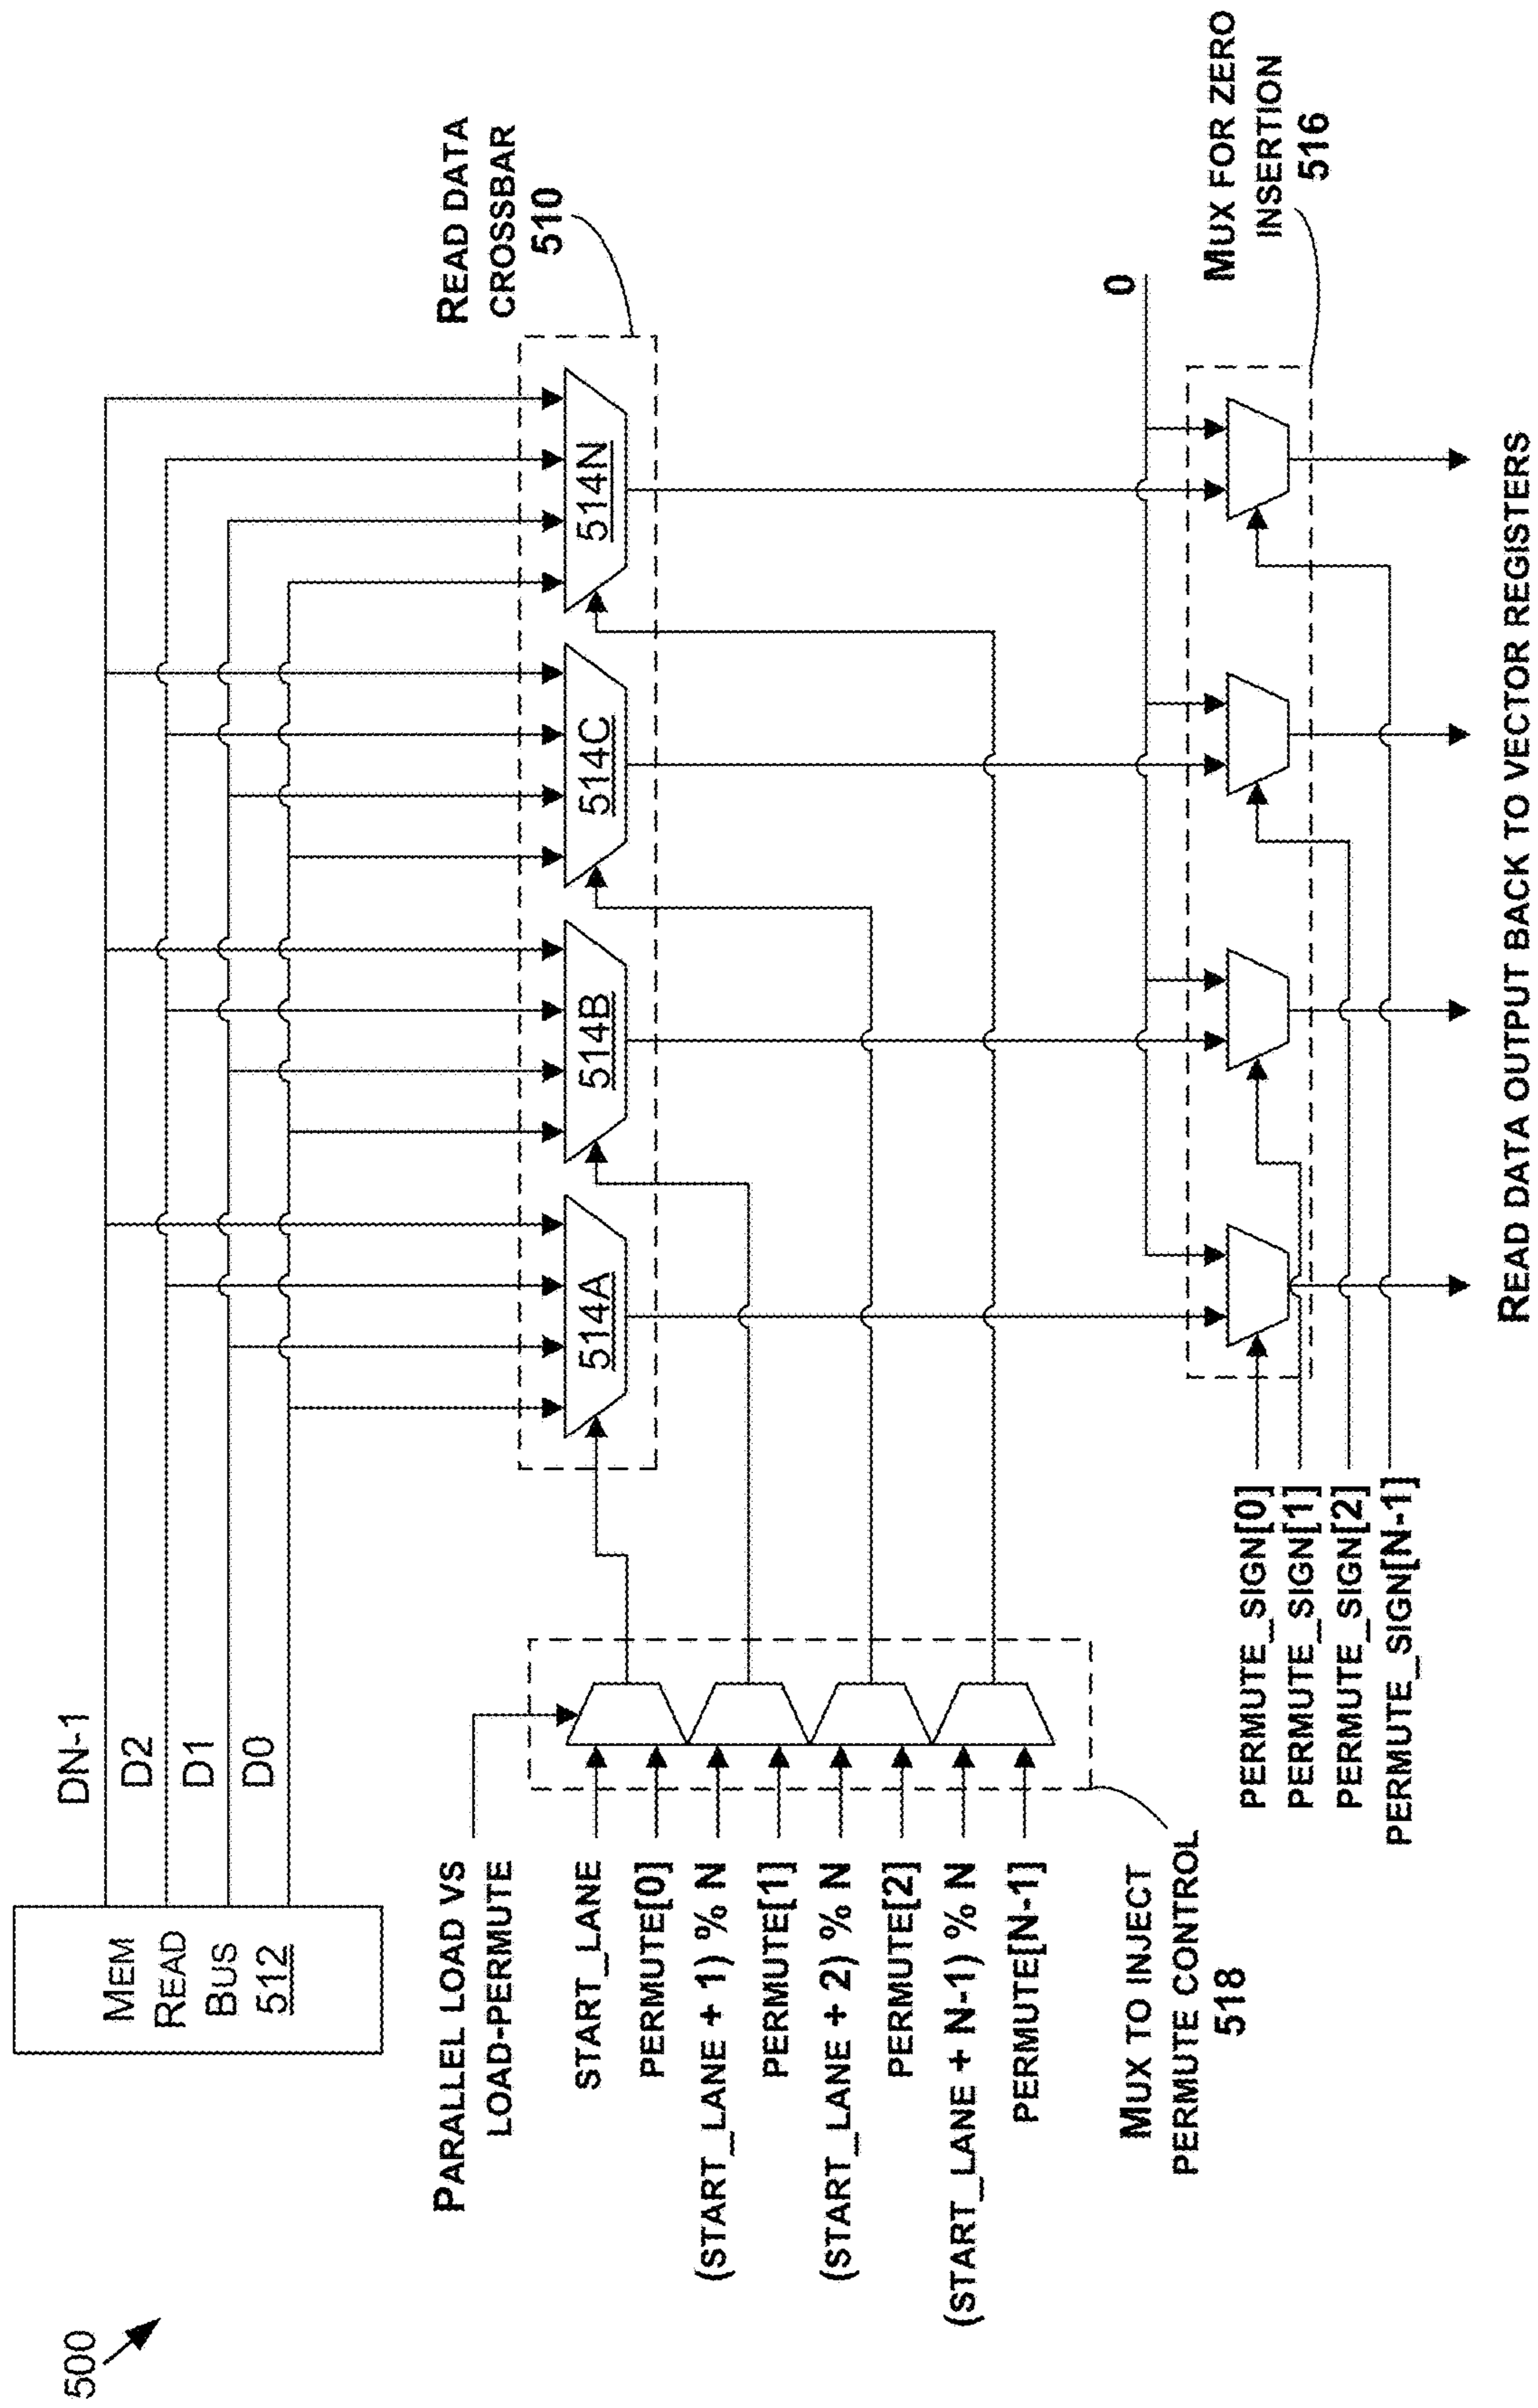 500
MEM
READ
BUS
512
DN-1
D2
D1
D0
READ DATA
CROSSBAR
510
PARALLEL LOAD VS
LOAD-PERMUTE
514A
514B
514C
514N
START_LANE
PERMUTE[0]
(START_LANE + 1) % N
PERMUTE[1]
(START_LANE + 2) % N
PERMUTE[2]
(START_LANE + N-1) % N
PERMUTE[N-1]
MUX TO INJECT
PERMUTE CONTROL
518
0
MUX FOR ZERO
INSERTION
516
PERMUTE_SIGN[0]
PERMUTE_SIGN[1]
PERMUTE_SIGN[2]
PERMUTE_SIGN[N-1]
READ DATA OUTPUT BACK TO VECTOR REGISTERS